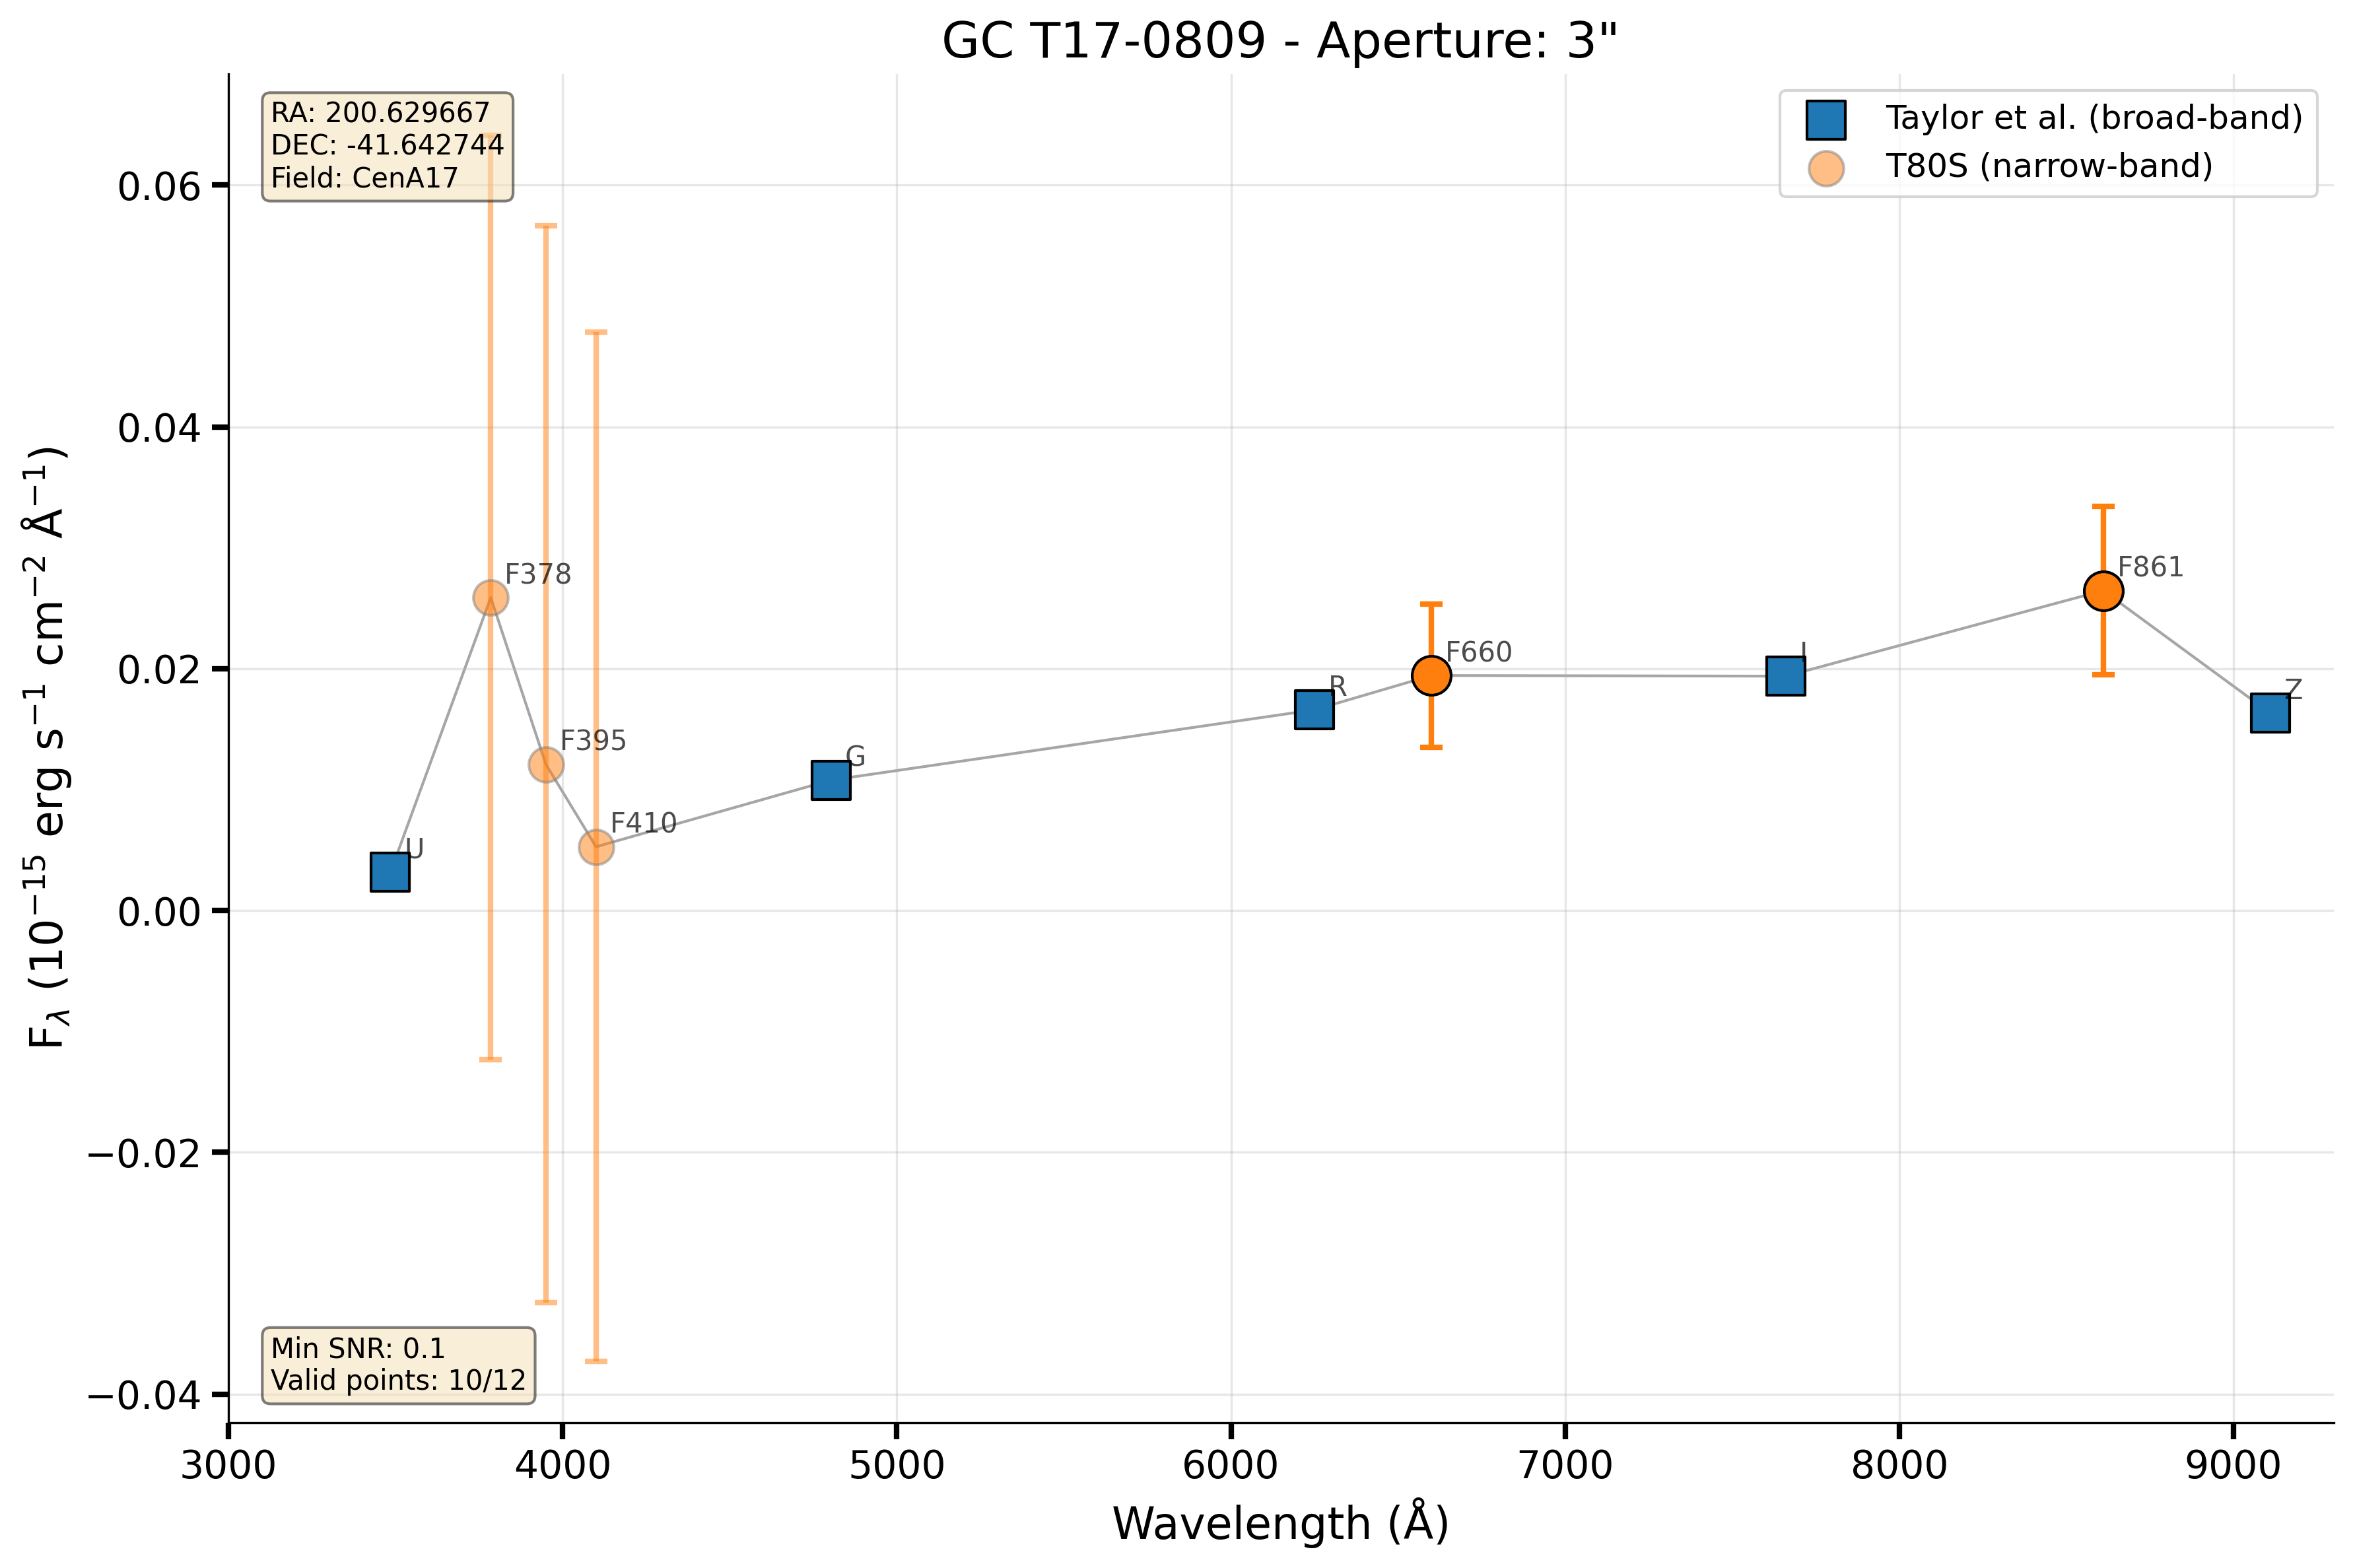 GC T17-0809 - Aperture: 3"
RA: 200.629667
DEC: -41.642744
Field: CenA17
Taylor et al. (broad-band)
T80S (narrow-band)
0.06
0.04
0.02
0.00
−0.02
−0.04
F$_λ$ (10$^{−15}$ erg s$^{−1}$ cm$^{−2}$ Å$^{−1}$)
U
F378
F395
F410
G
R
F660
I
F861
Z
Min SNR: 0.1
Valid points: 10/12
3000
4000
5000
6000
7000
8000
9000
Wavelength (Å)